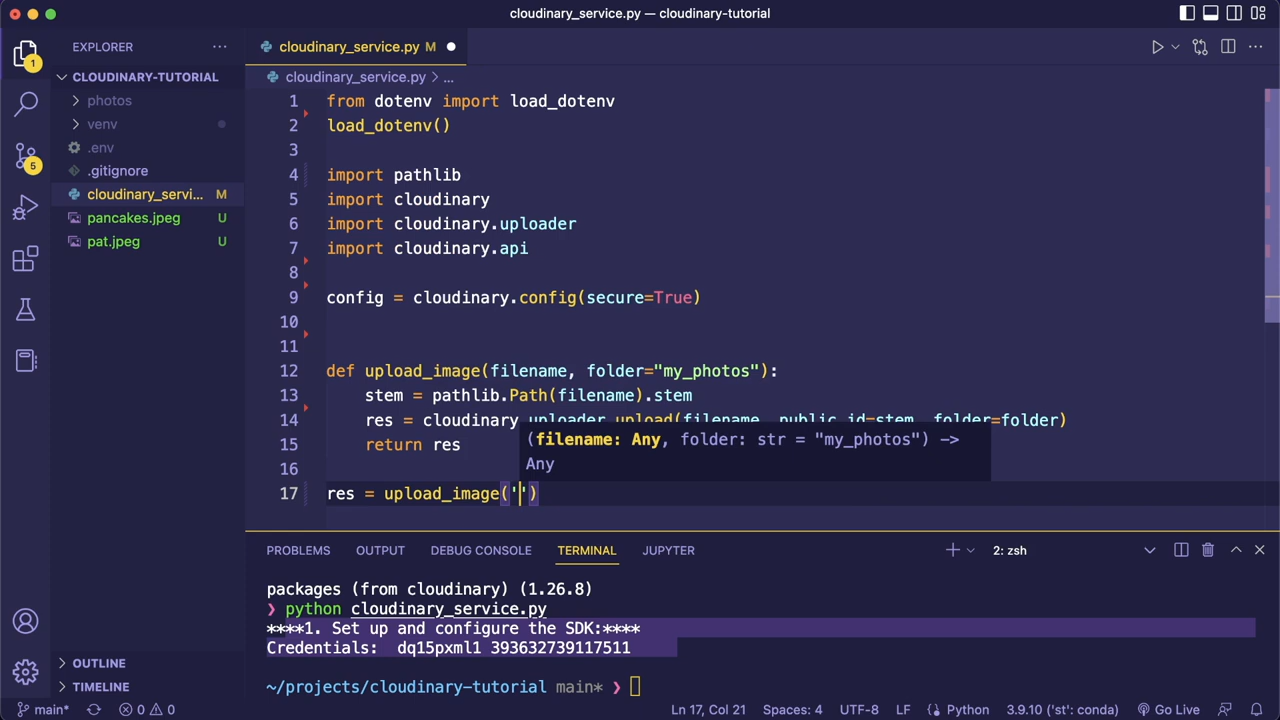 cloudinary_service.py — cloudinary-tutorial
EXPLORER
cloudinary_service.py M
1
CLOUDINARY-TUTORIAL
cloudinary_service.py > ...
photos
venv
.env
.gitignore
cloudinary_servi... M
pancakes.jpeg U
pat.jpeg U
5
1 from dotenv import load_dotenv
2 load_dotenv()
3
4 import pathlib
5 import cloudinary
6 import cloudinary.uploader
7 import cloudinary.api
8
9 config = cloudinary.config(secure=True)
10
11
12 def upload_image(filename, folder="my_photos"):
13 stem = pathlib.Path(filename).stem
14 res = cloudinary.uploader.upload(filename, public_id=stem, folder=folder)
(filename: Any, folder: str = "my_photos") ->
Any
15 return res
16
17 res = upload_image('')
PROBLEMS OUTPUT DEBUG CONSOLE TERMINAL JUPYTER 2: zsh
packages (from cloudinary) (1.26.8)
❯ python cloudinary_service.py
****1. Set up and configure the SDK:****
Credentials: dq15pxml1 393632739117511
~/projects/cloudinary-tutorial main* ❯
OUTLINE
TIMELINE
main* 0 0 Ln 17, Col 21 Spaces: 4 UTF-8 LF Python 3.9.10 ('st': conda) Go Live